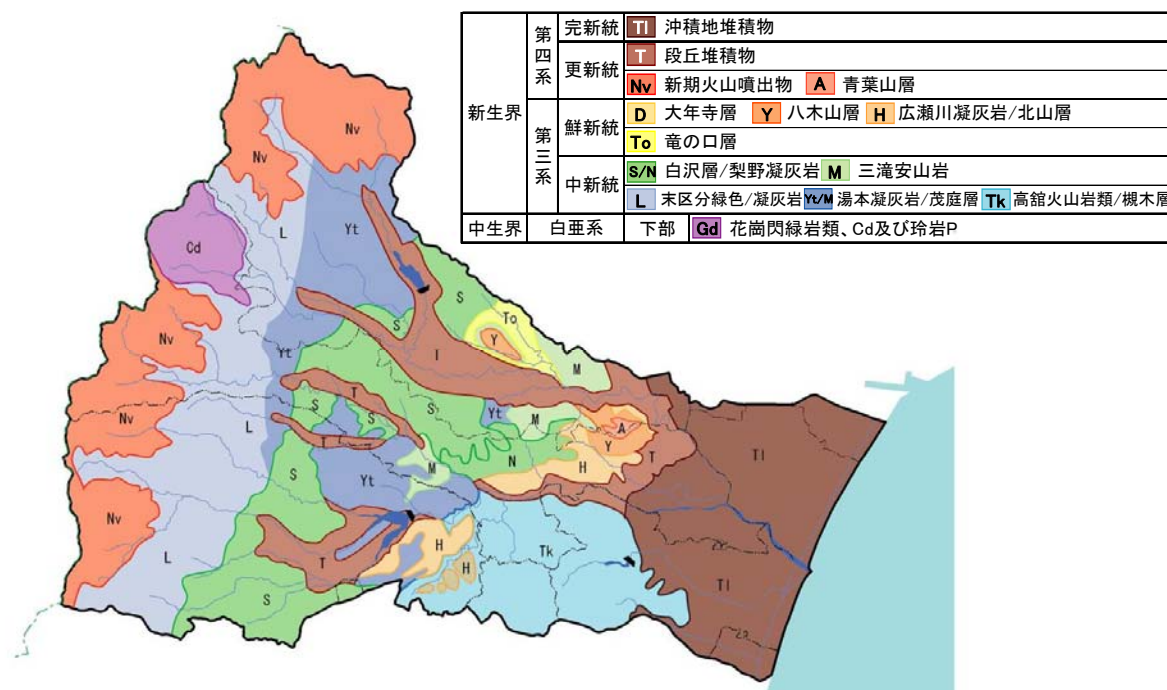 新生界
第四系
完新統
Tl 沖積地堆積物
更新統
T 段丘堆積物
Nv 新期火山噴出物 A 青葉山層
第三系
鮮新統
D 大年寺層 Y 八木山層 H 広瀬川凝灰岩/北山層
To 竜の口層
中新統
S/N 白沢層/梨野凝灰岩 M 三滝安山岩
L 末区分緑色/凝灰岩 Yt/M 湯本凝灰岩/茂庭層 Tk 高舘火山岩類/槻木層
中生界 白亜系 下部 Gd 花崗閃緑岩類、Cd及び玲岩P
Nv
Nv
L
Yt
Cd
S
To
S
Y
Nv
Yt
I
M
T
S
S
S
Yt
M
A
Nv
L
T
Y
T
Tl
N
H
M
S
Yt
Nv
H
Tk
L
T
H
Tl
S